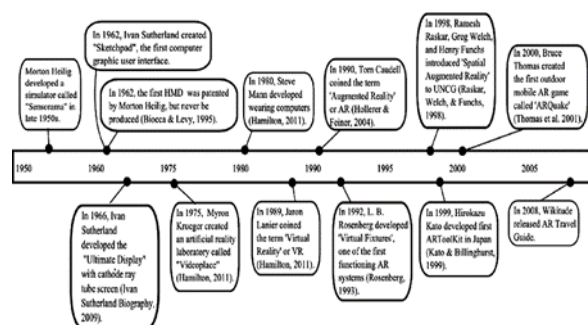 Morton Heilig
developed a
simulator called
"Sensorama" in
late 1950s.
In 1962, Ivan Sutherland created
"Sketchpad", the first computer
graphic user interface.
In 1962, the first HMD was patented
by Morton Heilig, but never be
produced (Biocca & Levy, 1995).
In 1980, Steve
Mann developed
wearing computers
(Hamilton, 2011).
In 1990, Tom Caudell
coined the term
'Augmented Reality'
or AR (Hollerer &
Feiner, 2004).
In 1998, Ramesh
Raskar, Greg Welch,
and Henry Funchs
introduced 'Spatial
Augmented Reality' to
UNCG (Raskar,
Welch, & Funchs,
1998).
In 2000, Bruce
Thomas created
the first outdoor
mobile AR game
called 'ARQuake'
(Thomas et al. 2001).
1950 1960 1975 1980 1990 1995 2000 2005
In 1966, Ivan
Sutherland
developed the
"Ultimate Display"
with cathode ray
tube screen (Ivan
Sutherland Biography,
2009).
In 1975, Myron
Krueger created
an artificial reality
laboratory called
"Videoplace"
(Hamilton, 2011).
In 1989, Jaron
Lanier coined
the term 'Virtual
Reality' or VR
(Hamilton, 2011).
In 1992, L. B.
Rosenberg developed
'Virtual Fixtures',
one of the first
functioning AR
systems (Rosenberg,
1993).
In 1999, Hirokazu
Kato developed first
ARToolKit in Japan
(Kato & Billinghurst,
1999).
In 2008, Wikitude
released AR Travel
Guide.